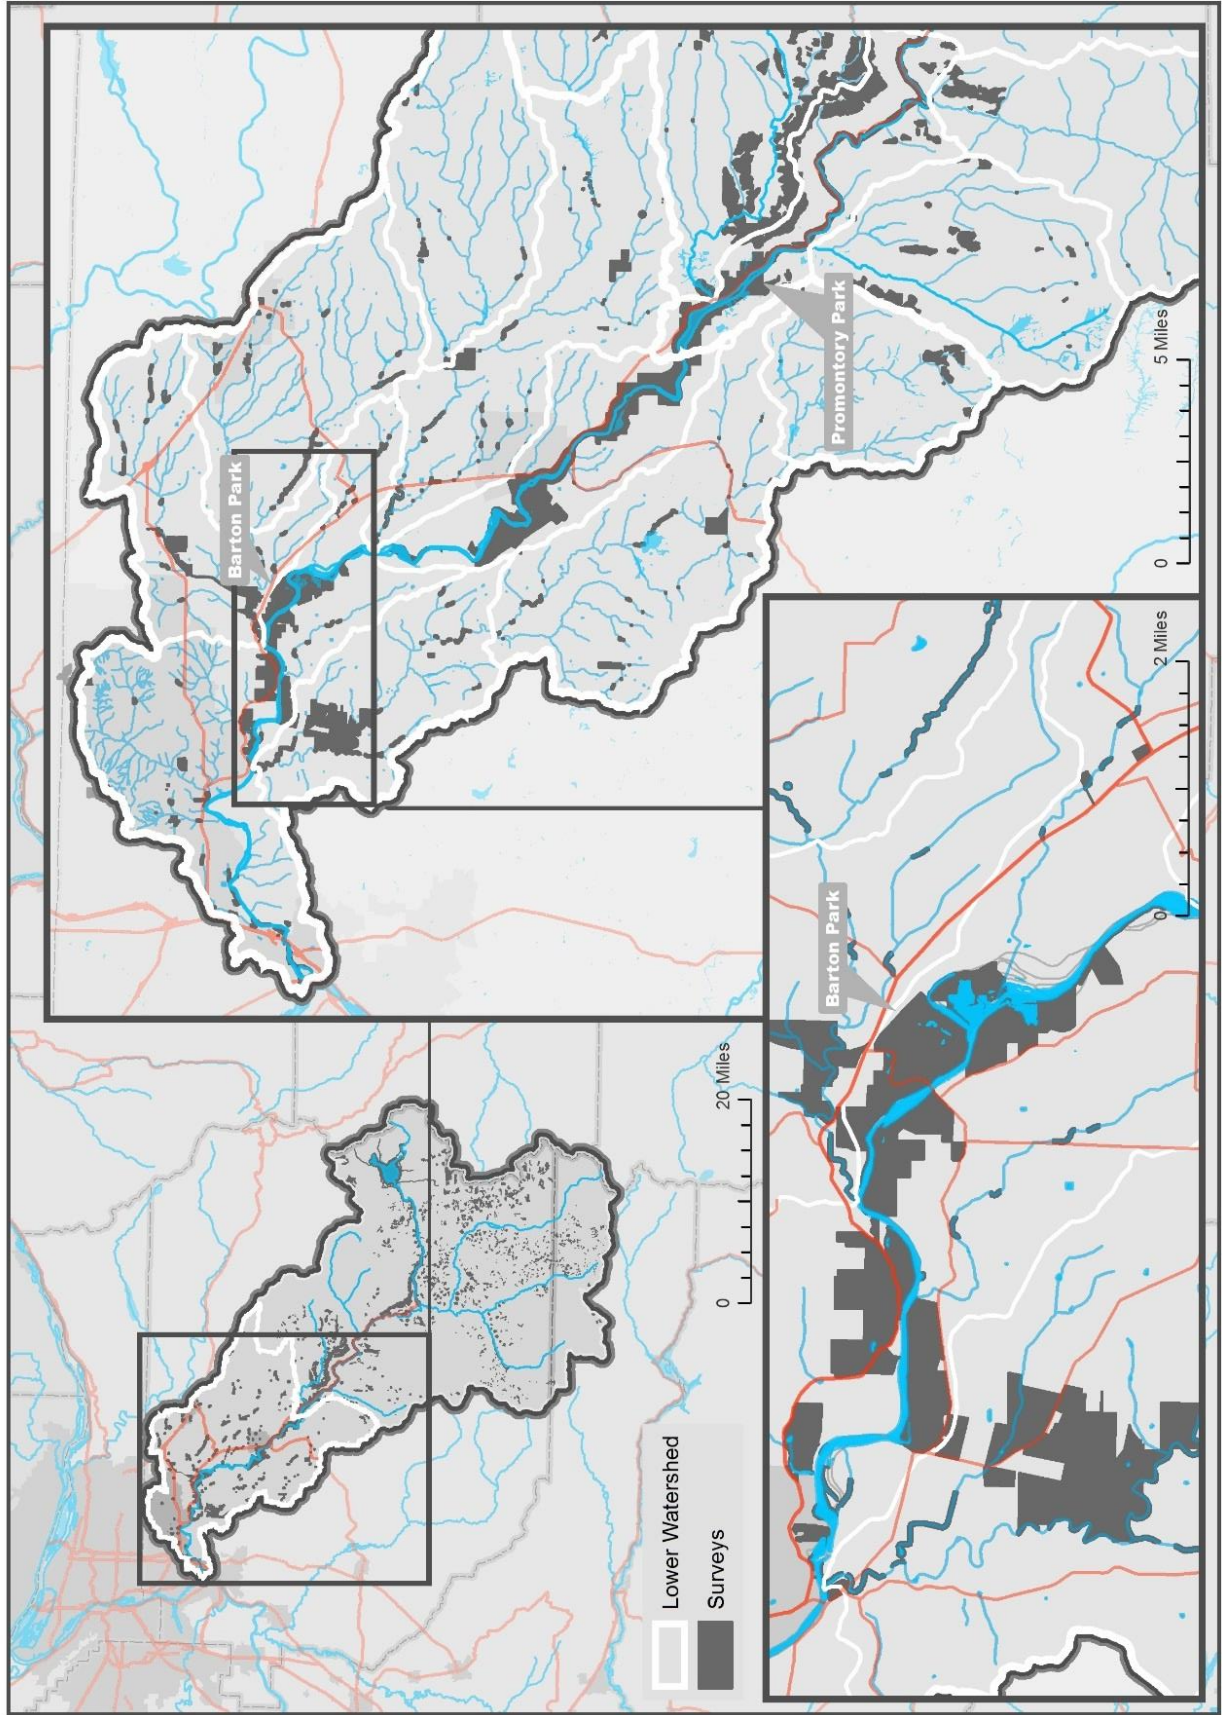 Barton Park
Promontory Park
0
5 Miles
0
20 Miles
Lower Watershed
Surveys
Barton Park
0
2 Miles